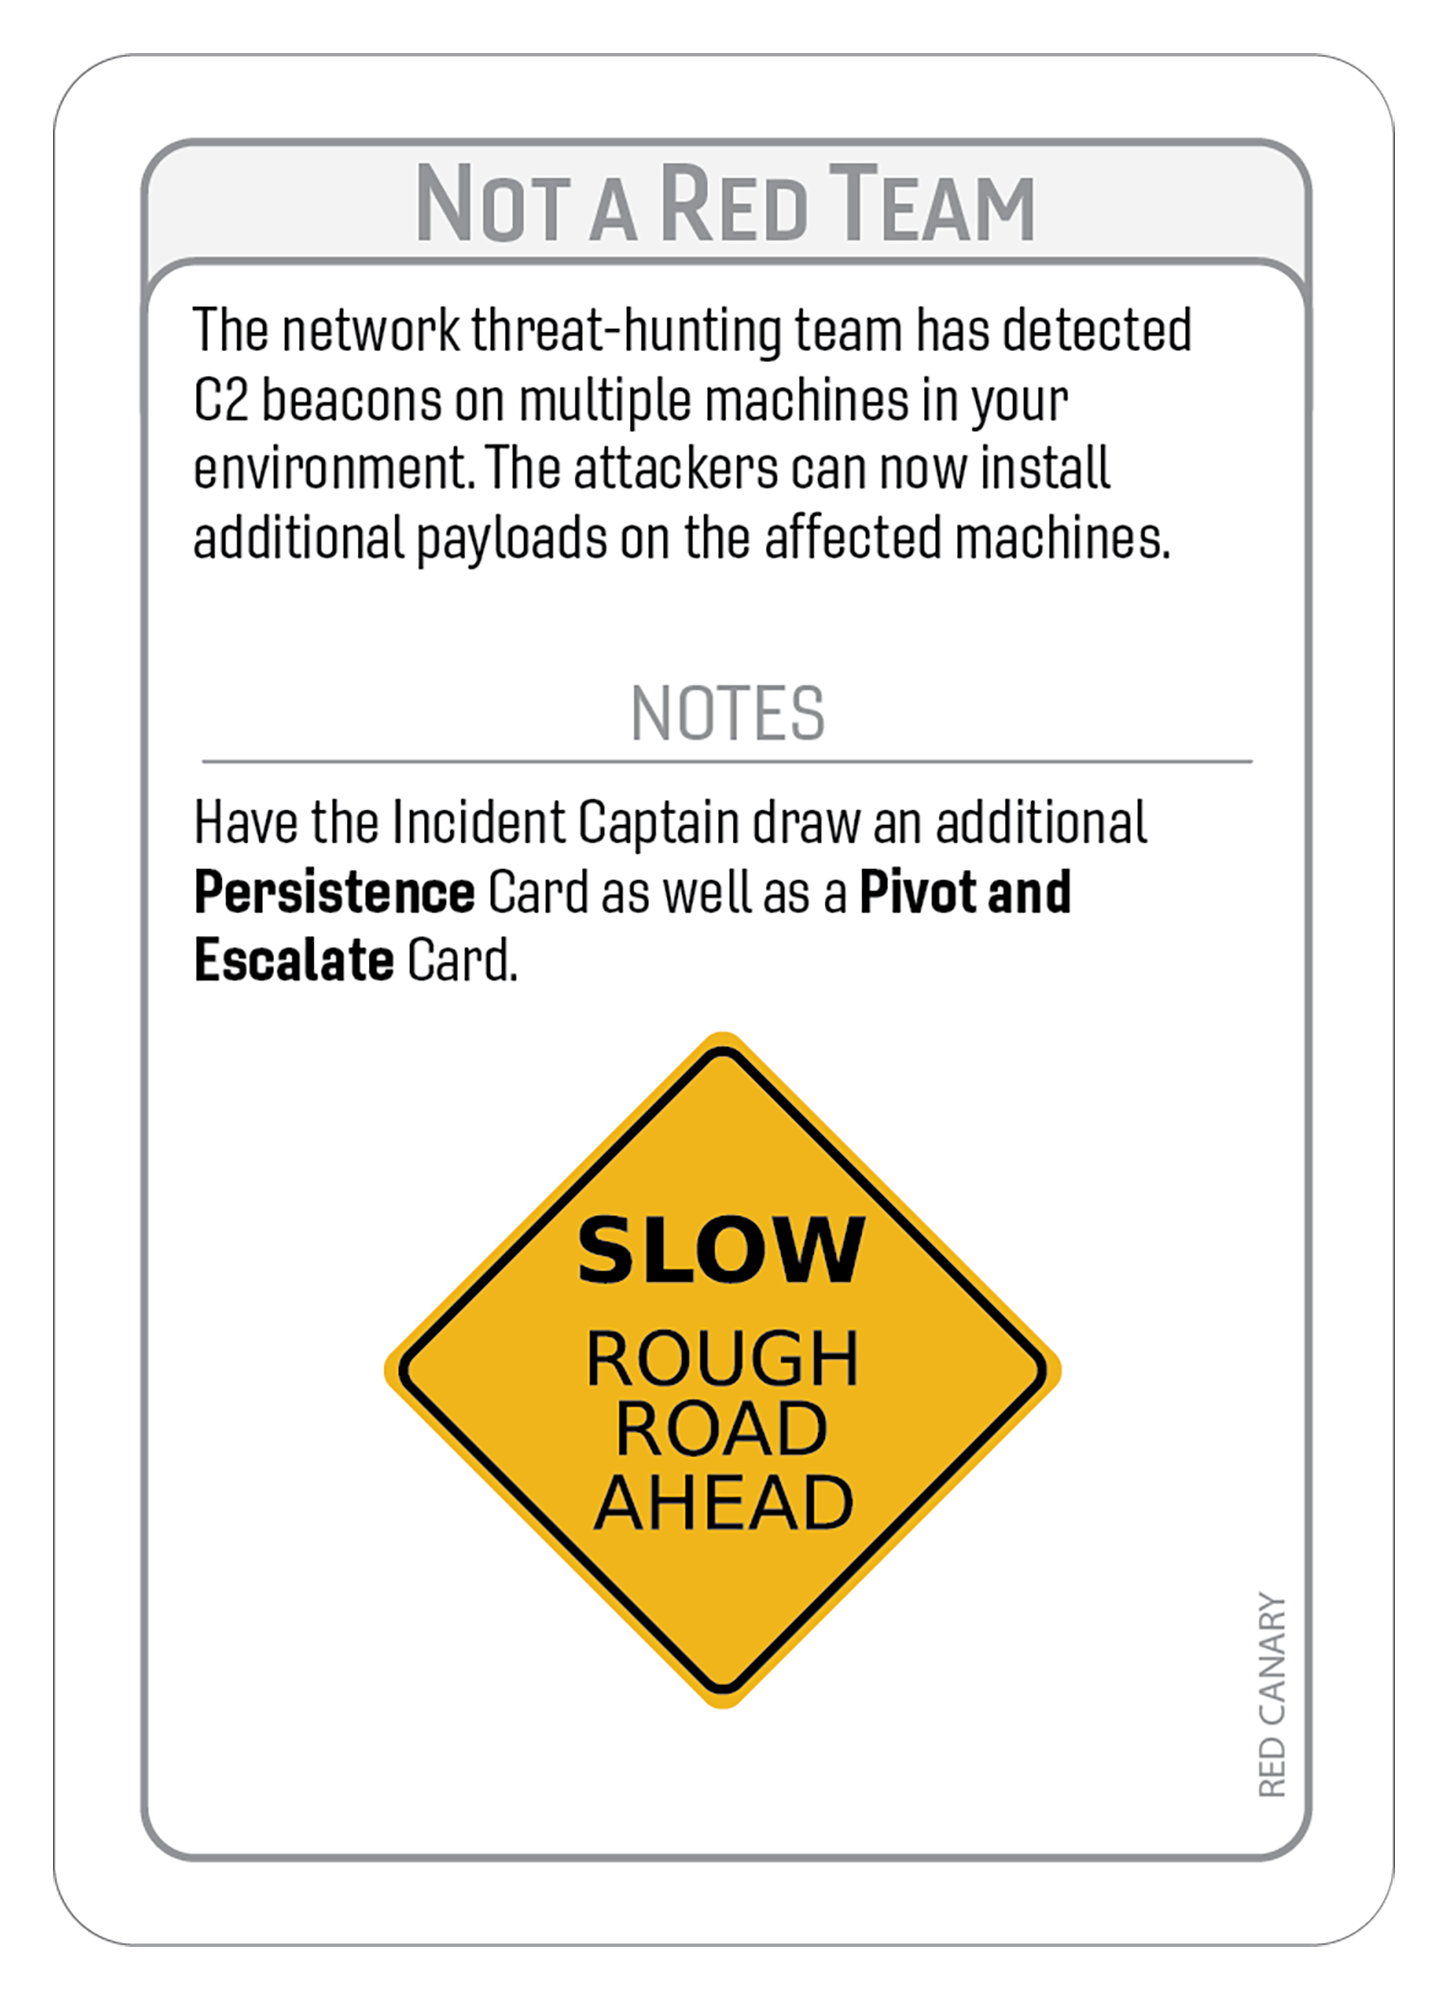 NOT A RED TEAM
The network threat-hunting team has detected
C2 beacons on multiple machines in your
environment. The attackers can now install
additional payloads on the affected machines.
NOTES
Have the Incident Captain draw an additional
Persistence Card as well as a Pivot and
Escalate Card.
SLOW
ROUGH
ROAD
AHEAD
RED CANARY